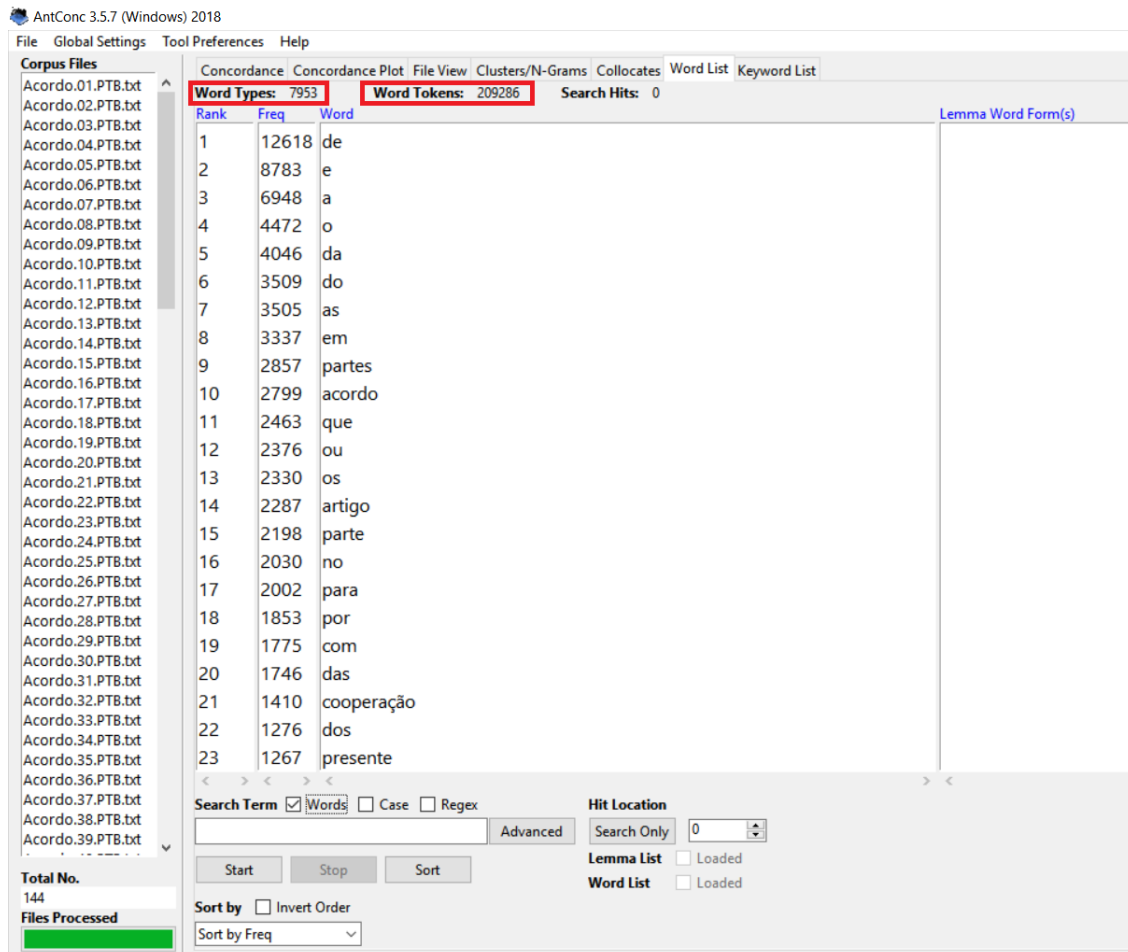 AntConc 3.5.7 (Windows) 2018
File Global Settings Tool Preferences Help
Corpus Files
Acordo.01.PTB.txt
Acordo.02.PTB.txt
Acordo.03.PTB.txt
Acordo.04.PTB.txt
Acordo.05.PTB.txt
Acordo.06.PTB.txt
Acordo.07.PTB.txt
Acordo.08.PTB.txt
Acordo.09.PTB.txt
Acordo.10.PTB.txt
Acordo.11.PTB.txt
Acordo.12.PTB.txt
Acordo.13.PTB.txt
Acordo.14.PTB.txt
Acordo.15.PTB.txt
Acordo.16.PTB.txt
Acordo.17.PTB.txt
Acordo.18.PTB.txt
Acordo.19.PTB.txt
Acordo.20.PTB.txt
Acordo.21.PTB.txt
Acordo.22.PTB.txt
Acordo.23.PTB.txt
Acordo.24.PTB.txt
Acordo.25.PTB.txt
Acordo.26.PTB.txt
Acordo.27.PTB.txt
Acordo.28.PTB.txt
Acordo.29.PTB.txt
Acordo.30.PTB.txt
Acordo.31.PTB.txt
Acordo.32.PTB.txt
Acordo.33.PTB.txt
Acordo.34.PTB.txt
Acordo.35.PTB.txt
Acordo.36.PTB.txt
Acordo.37.PTB.txt
Acordo.38.PTB.txt
Acordo.39.PTB.txt
Total No.
144
Files Processed
Concordance Concordance Plot File View Clusters/N-Grams Collocates Word List Keyword List
Word Types: 7953 Word Tokens: 209286 Search Hits: 0
Rank Freq Word Lemma Word Form(s)
1 12618 de
2 8783 e
3 6948 a
4 4472 o
5 4046 da
6 3509 do
7 3505 as
8 3337 em
9 2857 partes
10 2799 acordo
11 2463 que
12 2376 ou
13 2330 os
14 2287 artigo
15 2198 parte
16 2030 no
17 2002 para
18 1853 por
19 1775 com
20 1746 das
21 1410 cooperação
22 1276 dos
23 1267 presente
Search Term Words Case Regex Hit Location
Advanced Search Only 0
Start Stop Sort Lemma List Loaded
Word List Loaded
Sort by Invert Order
Sort by Freq